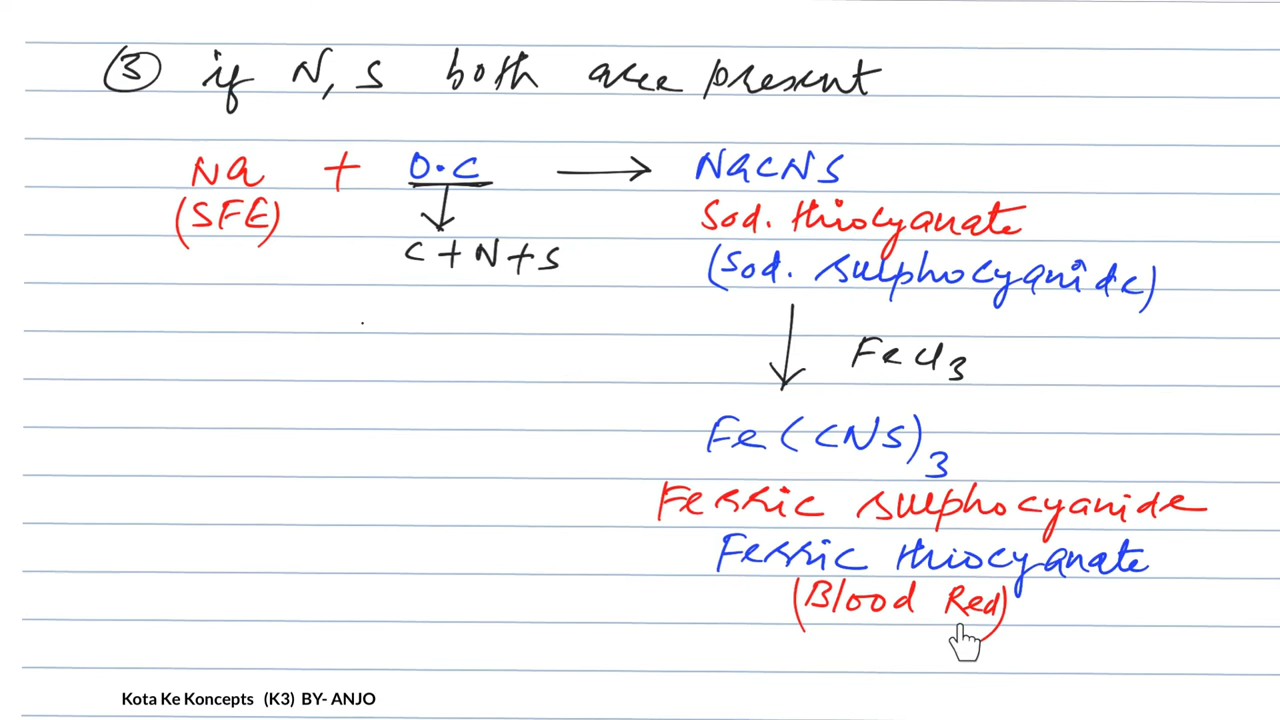 ③ if N, S both are present
Na + O.C ⟶ NaCNS
(SFE) Sod. thiocyanate
↓
C + N + S (Sod. sulphocyanide)
↓ FeCl3
Fe(CNS)3
Ferric sulphocyanide
Ferric thiocyanate
(Blood Red)
Kota Ke Koncepts (K3) BY- ANJO